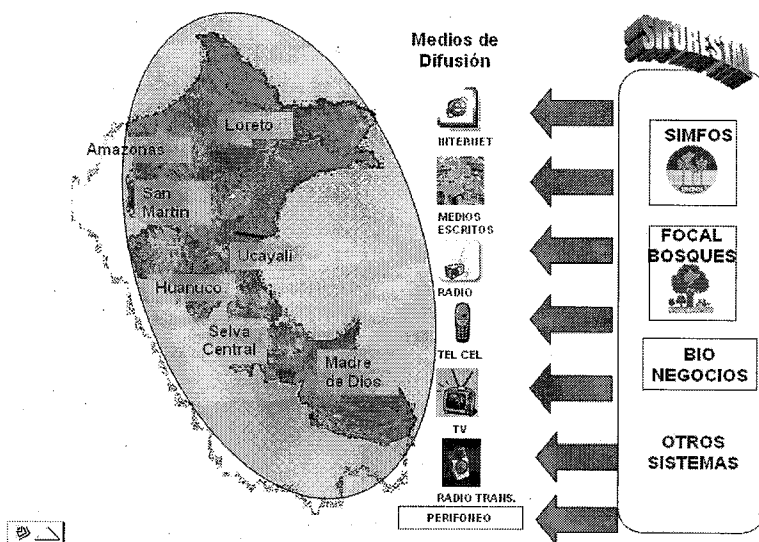 Medios de
Difusión
SIIFORESTAL
Loreto
Amazonas
San
Martin
Ucayali
Huanuco
Selva
Central
Madre
de Dios
INTERNET
MEDIOS
ESCRITOS
RADIO
TEL CEL
TV
RADIO TRANS.
PERIFONEO
SIMFOS
FOCAL
BOSQUES
BIO
NEGOCIOS
OTROS
SISTEMAS